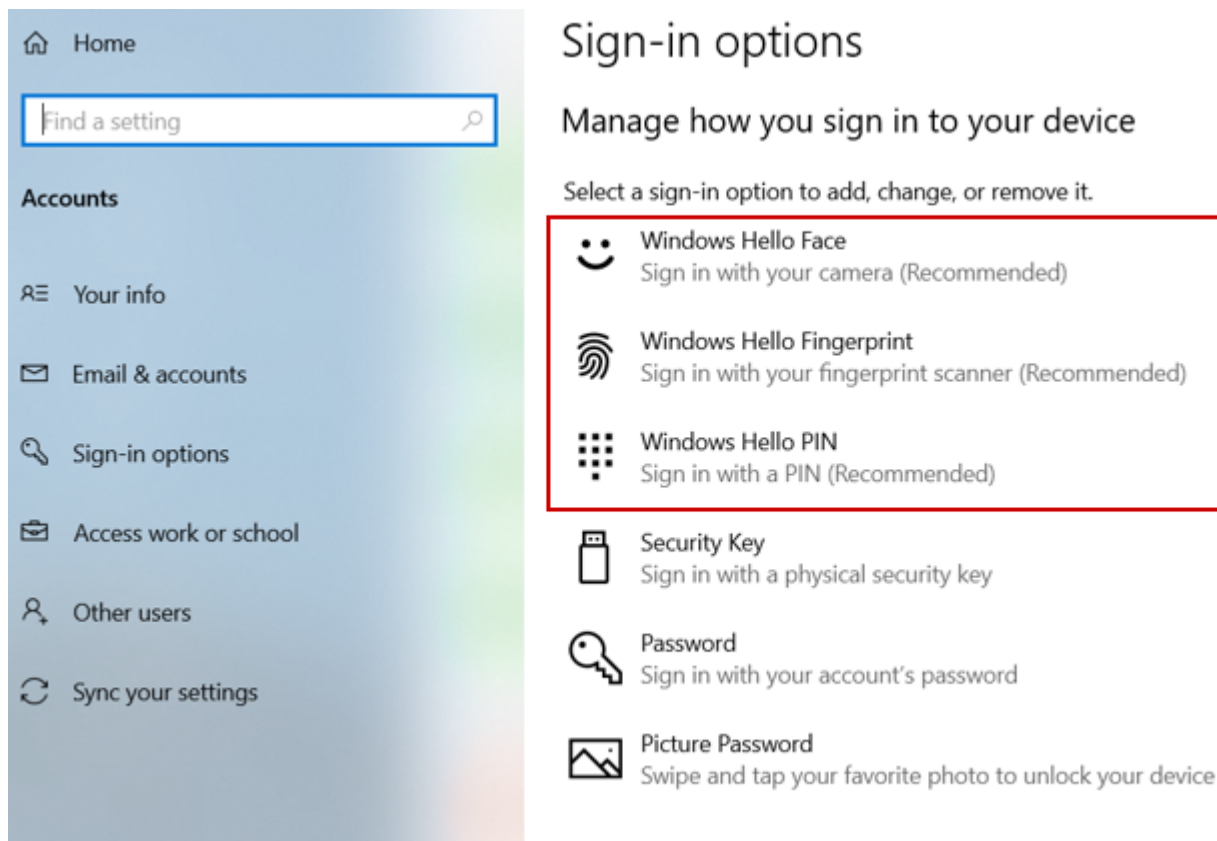 Home
Find a setting
Accounts
Your info
Email & accounts
Sign-in options
Access work or school
Other users
Sync your settings
Sign-in options
Manage how you sign in to your device
Select a sign-in option to add, change, or remove it.
Windows Hello Face
Sign in with your camera (Recommended)
Windows Hello Fingerprint
Sign in with your fingerprint scanner (Recommended)
Windows Hello PIN
Sign in with a PIN (Recommended)
Security Key
Sign in with a physical security key
Password
Sign in with your account's password
Picture Password
Swipe and tap your favorite photo to unlock your device